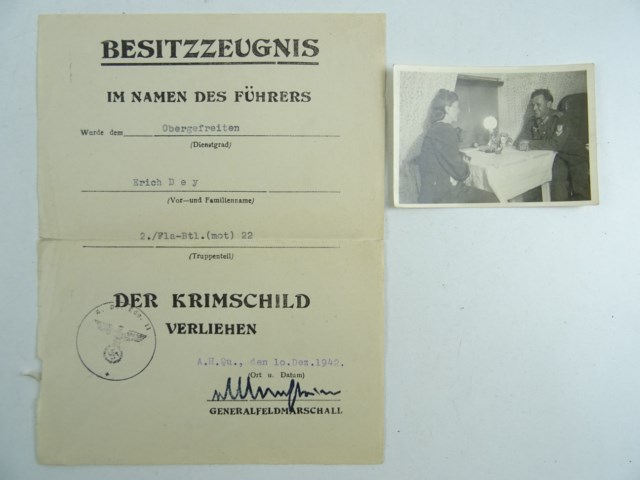 BESITZZEUGNIS
IM NAMEN DES FÜHRERS
Wurde dem Obergefreiten
(Dienstgrad)
Erich Dey
(Vor—und Familienname)
2./Fla-Btl.(mot) 22
(Truppenteil)
DER KRIMSCHILD
VERLIEHEN
A.H.Qu., den 10.Dez.1942.
(Ort u. Datum)
GENERALFELDMARSCHALL